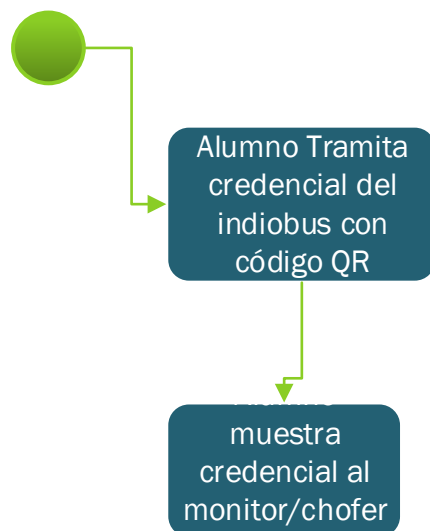 Alumno Tramita
credencial del
indiobus con
código QR
muestra
credencial al
monitor/chofer